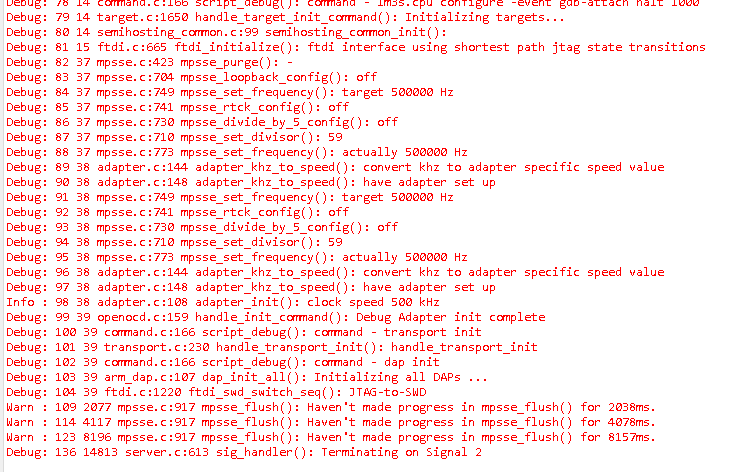 Debug: 78 14 command.c:166 script_debug(): command - lm3s.cpu configure -event gdb-attach halt 1000
Debug: 79 14 target.c:1650 handle_target_init_command(): Initializing targets...
Debug: 80 14 semihosting_common.c:99 semihosting_common_init():
Debug: 81 15 ftdi.c:665 ftdi_initialize(): ftdi interface using shortest path jtag state transitions
Debug: 82 37 mpsse.c:423 mpsse_purge(): -
Debug: 83 37 mpsse.c:704 mpsse_loopback_config(): off
Debug: 84 37 mpsse.c:749 mpsse_set_frequency(): target 500000 Hz
Debug: 85 37 mpsse.c:741 mpsse_rtck_config(): off
Debug: 86 37 mpsse.c:730 mpsse_divide_by_5_config(): off
Debug: 87 37 mpsse.c:710 mpsse_set_divisor(): 59
Debug: 88 37 mpsse.c:773 mpsse_set_frequency(): actually 500000 Hz
Debug: 89 38 adapter.c:144 adapter_khz_to_speed(): convert khz to adapter specific speed value
Debug: 90 38 adapter.c:148 adapter_khz_to_speed(): have adapter set up
Debug: 91 38 mpsse.c:749 mpsse_set_frequency(): target 500000 Hz
Debug: 92 38 mpsse.c:741 mpsse_rtck_config(): off
Debug: 93 38 mpsse.c:730 mpsse_divide_by_5_config(): off
Debug: 94 38 mpsse.c:710 mpsse_set_divisor(): 59
Debug: 95 38 mpsse.c:773 mpsse_set_frequency(): actually 500000 Hz
Debug: 96 38 adapter.c:144 adapter_khz_to_speed(): convert khz to adapter specific speed value
Debug: 97 38 adapter.c:148 adapter_khz_to_speed(): have adapter set up
Info : 98 38 adapter.c:108 adapter_init(): clock speed 500 kHz
Debug: 99 39 openocd.c:159 handle_init_command(): Debug Adapter init complete
Debug: 100 39 command.c:166 script_debug(): command - transport init
Debug: 101 39 transport.c:230 handle_transport_init(): handle_transport_init
Debug: 102 39 command.c:166 script_debug(): command - dap init
Debug: 103 39 arm_dap.c:107 dap_init_all(): Initializing all DAPs ...
Debug: 104 39 ftdi.c:1220 ftdi_swd_switch_seq(): JTAG-to-SWD
Warn : 109 2077 mpsse.c:917 mpsse_flush(): Haven't made progress in mpsse_flush() for 2038ms.
Warn : 114 4117 mpsse.c:917 mpsse_flush(): Haven't made progress in mpsse_flush() for 4078ms.
Warn : 123 8196 mpsse.c:917 mpsse_flush(): Haven't made progress in mpsse_flush() for 8157ms.
Debug: 136 14813 server.c:613 sig_handler(): Terminating on Signal 2